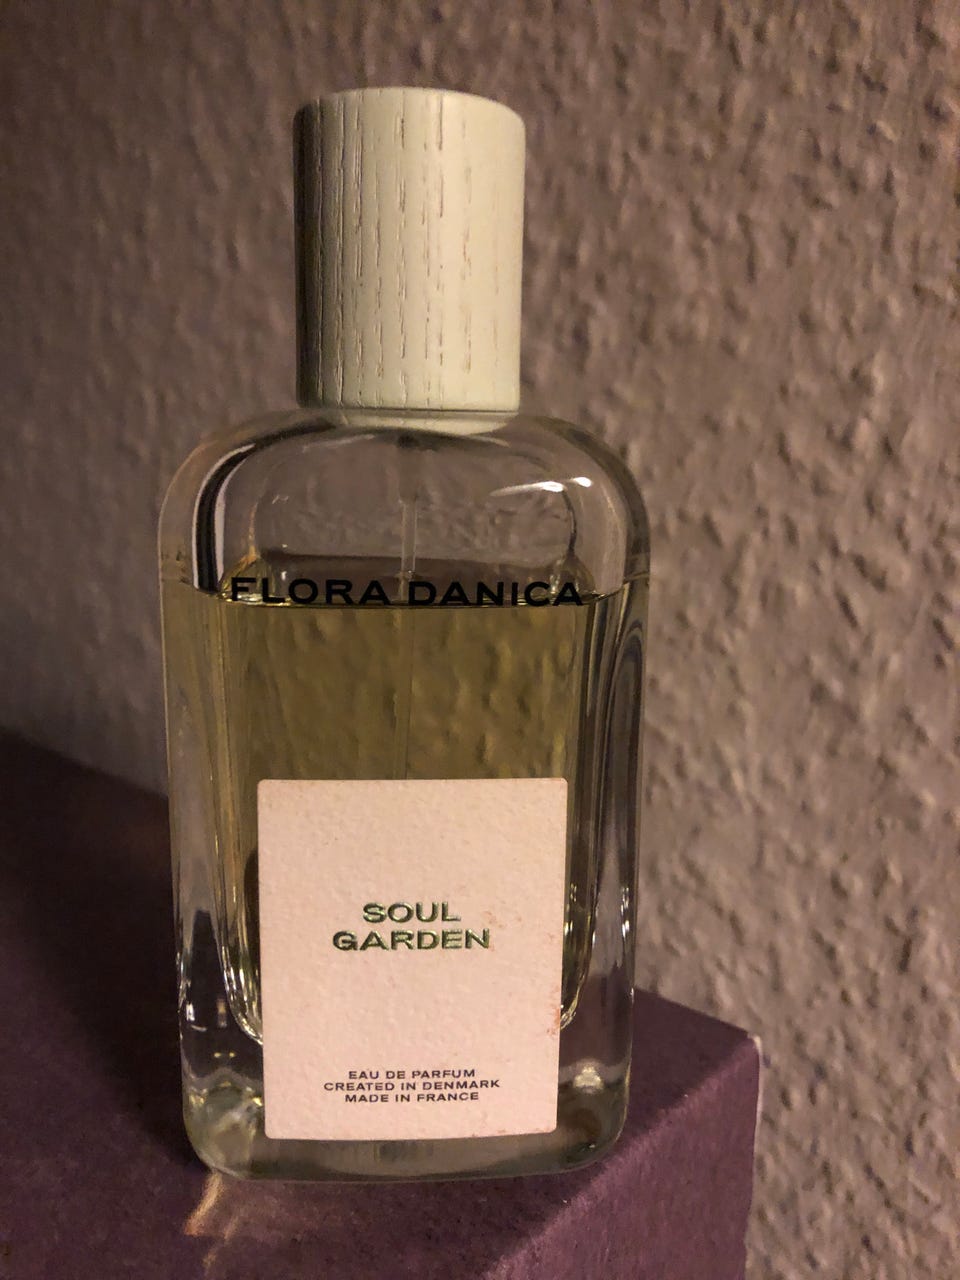 FLORA DANICA
SOUL
GARDEN
EAU DE PARFUM
CREATED IN DENMARK
MADE IN FRANCE